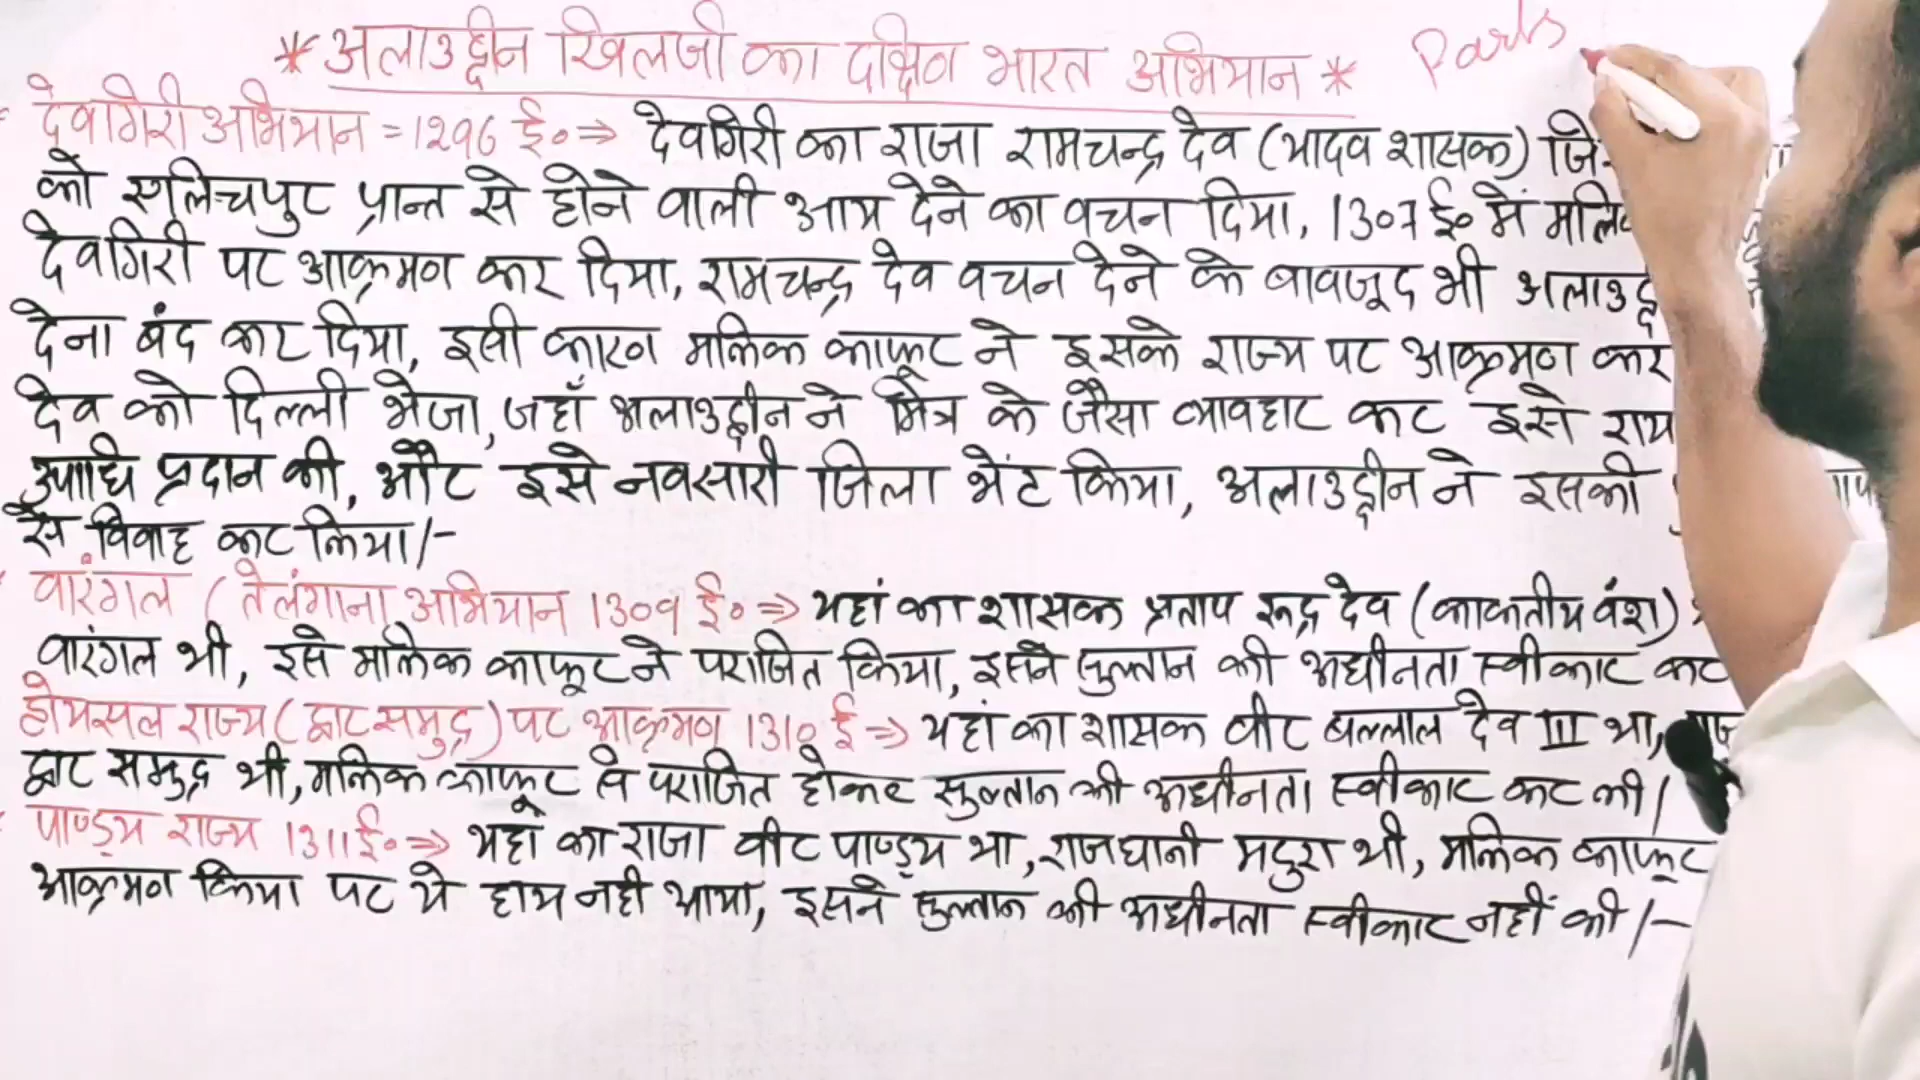 * अलाउद्दीन खिलजी का दक्षिण भारत अभियान * Part
देवगिरी अभियान = 1296 ई० ⇒ देवगिरी का राजा रामचन्द्र देव (यादव शासक)
को एलिचपुर प्रान्त से होने वाली आय देने का वचन दिया, 1307 ई० में
देवगिरी पर आक्रमण कर दिया, रामचन्द्र देव वचन देने के बावजूद भी
देना बंद कर दिया, इसी कारण मलिक काफूर ने इसके राज्य पर आक्रमण कर
देव को दिल्ली भेजा, जहाँ अलाउद्दीन ने मित्र के जैसा व्यावहार कर इसे राय
उपाधि प्रदान की, और इसे नवसारी जिला भेंट किया, अलाउद्दीन ने इसकी
से विवाह कर लिया/-
वारंगल (तेलंगाना अभियान 1309 ई० ⇒ यहां का शासक प्रताप रूद्र देव (काकतीय वंश)
वारंगल थी, इसे मलिक काफूर ने पराजित किया, इसने सुल्तान की अधीनता स्वीकार कर
होयसल राज्य (द्वारसमुद्र) पर आक्रमण 1310 ई ⇒ यहां का शासक वीर बल्लाल देव III था,
द्वार समुद्र थी, मलिक काफूर से पराजित होकर सुल्तान की अधीनता स्वीकार कर ली/
पाण्ड्य राज्य 1311 ई० ⇒ यहाँ का राजा वीर पाण्ड्य था, राजधानी मदुरा थी, मलिक काफूर
आक्रमण किया पर ये हाथ नही आया, इसने सुल्तान की अधीनता स्वीकार नहीं की/-